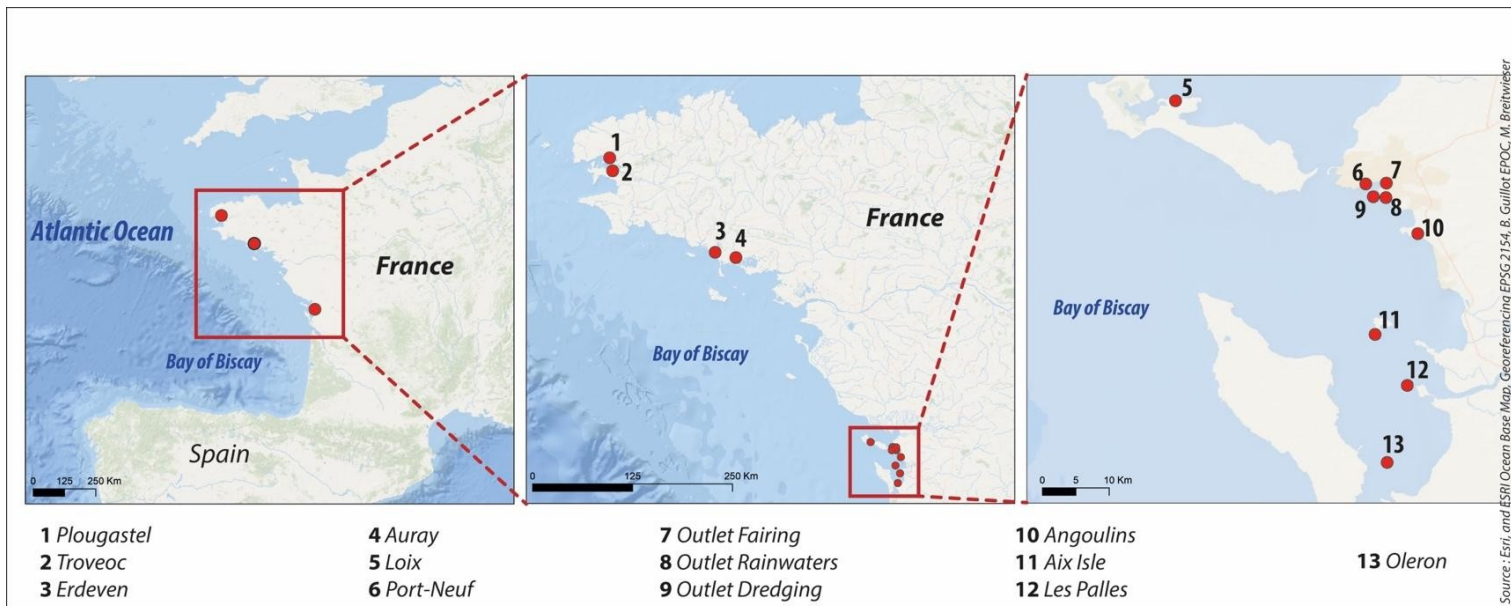 Atlantic Ocean
France
Bay of Biscay
Spain
0 125 250 Km
1
2
3
4
France
Bay of Biscay
0 125 250 Km
5
6
7
9
8
10
Bay of Biscay
11
12
13
0 5 10 Km
Source : Esri, and ESRI Ocean Base Map, Georeferencing EPSG 2154, B. Guillot EPOC, M. Breitwieser
1 Plougastel
2 Troveoc
3 Erdeven
4 Auray
5 Loix
6 Port-Neuf
7 Outlet Fairing
8 Outlet Rainwaters
9 Outlet Dredging
10 Angoulins
11 Aix Isle
12 Les Palles
13 Oleron